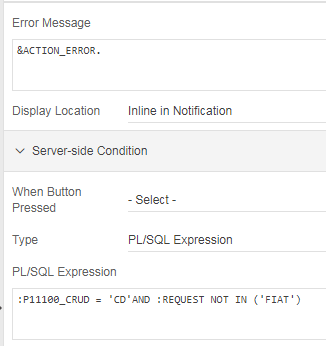 Error Message
&ACTION_ERROR.
Display Location
Inline in Notification
Server-side Condition
When Button
Pressed
- Select -
Type
PL/SQL Expression
PL/SQL Expression
:P11100_CRUD = 'CD'AND :REQUEST NOT IN ('FIAT')